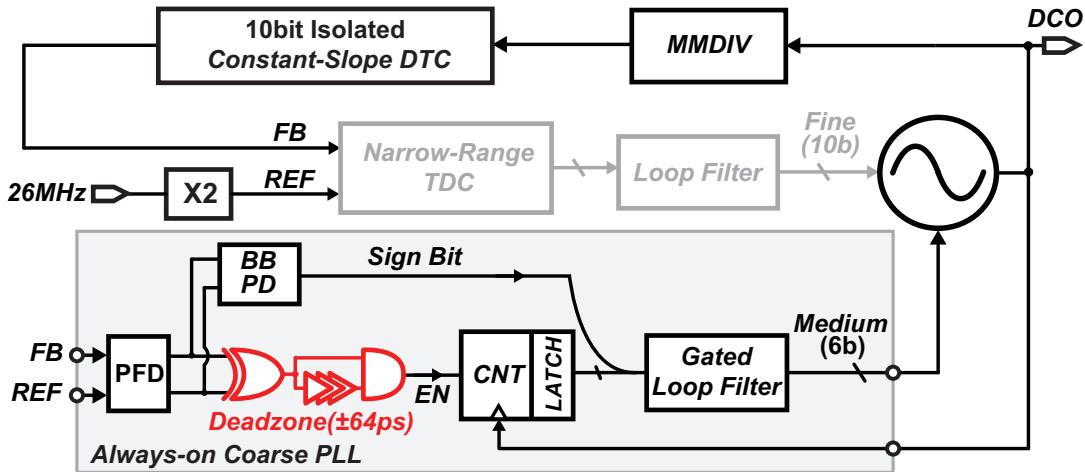 DCO
10bit Isolated
Constant-Slope DTC
MMDIV
FB
Narrow-Range
TDC
Loop Filter
Fine
(10b)
26MHz
X2
REF
BB
PD
Sign Bit
FB
REF
PFD
Deadzone(±64ps)
EN
CNT
LATCH
Gated
Loop Filter
Medium
(6b)
Always-on Coarse PLL